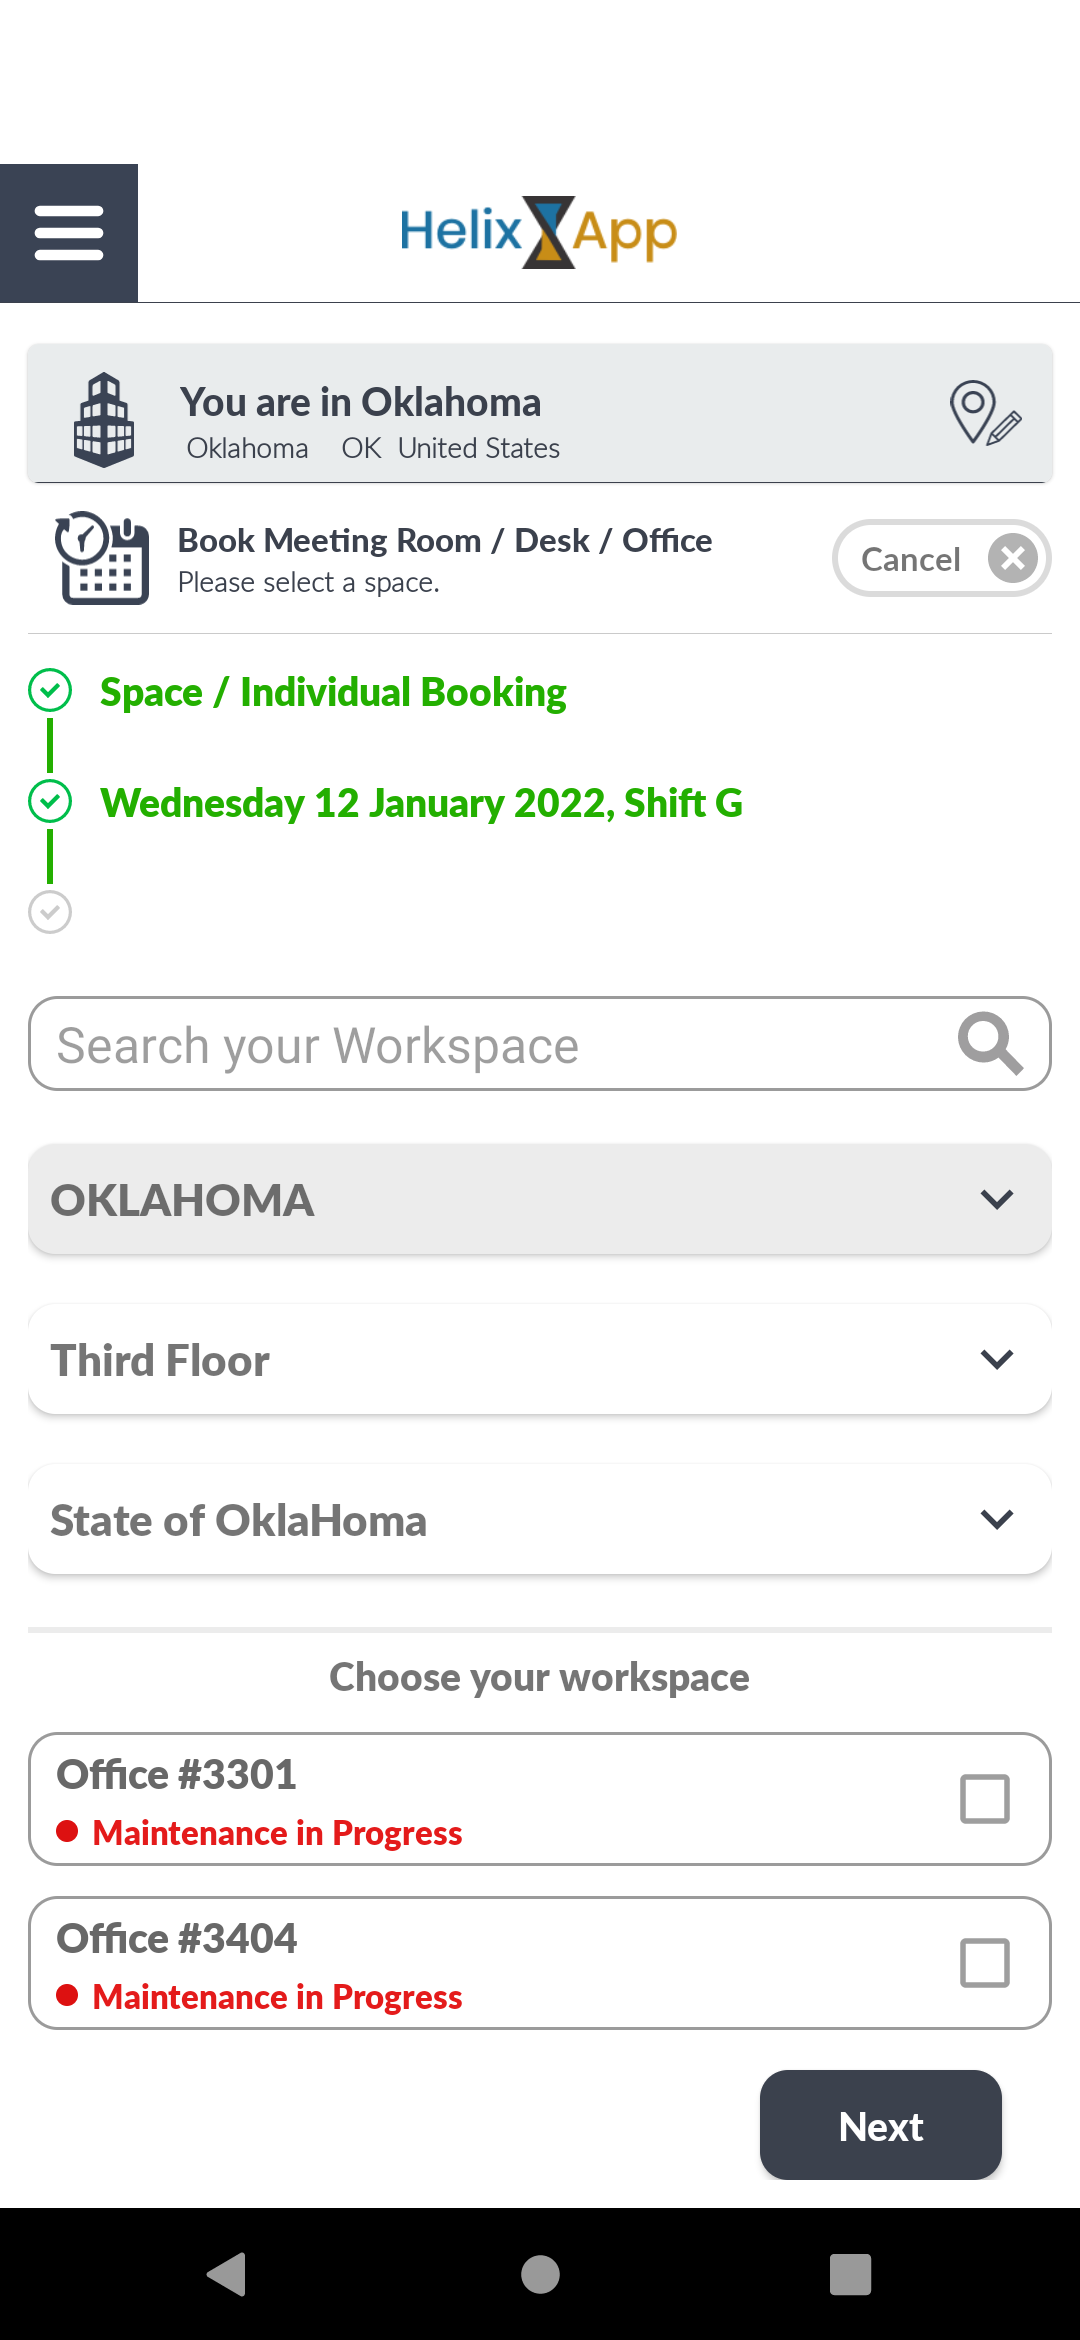 Helix App
You are in Oklahoma
Oklahoma OK United States
Book Meeting Room / Desk / Office
Please select a space.
Cancel
Space / Individual Booking
Wednesday 12 January 2022, Shift G
Search your Workspace
OKLAHOMA
Third Floor
State of OklaHoma
Choose your workspace
Office #3301
Maintenance in Progress
Office #3404
Maintenance in Progress
Next